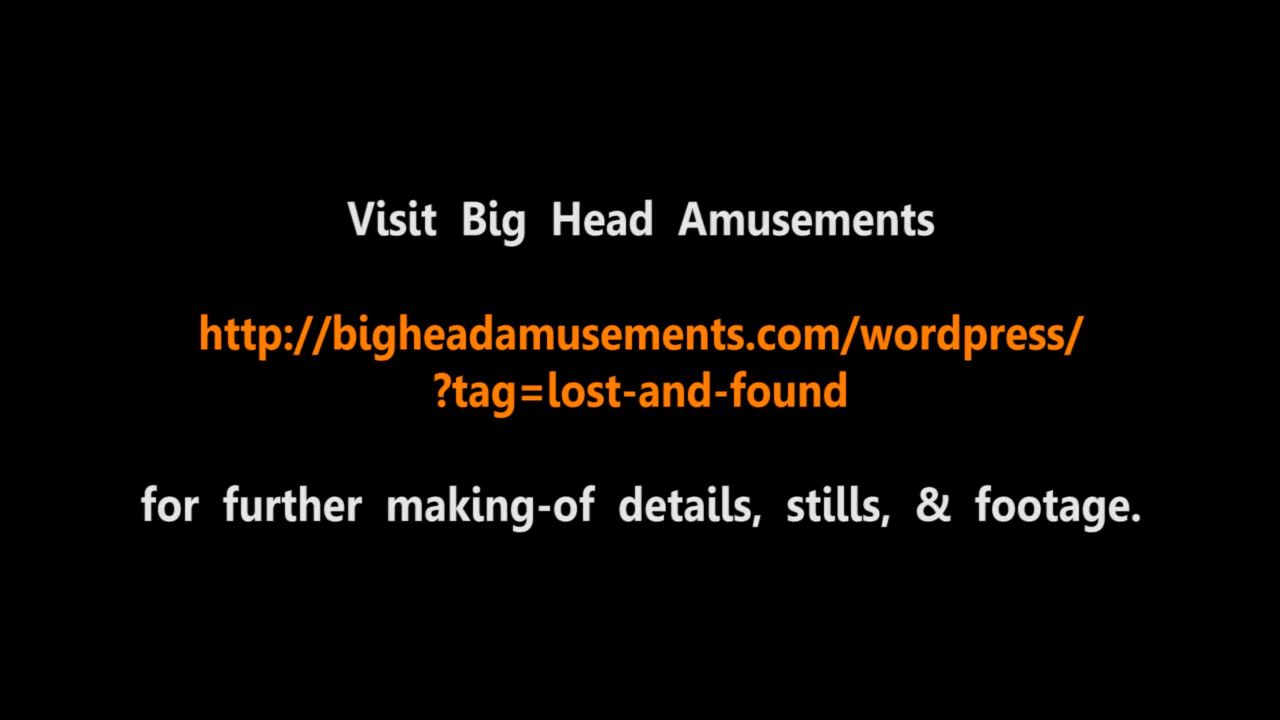 Visit Big Head Amusements
http://bigheadamusements.com/wordpress/
?tag=lost-and-found
for further making-of details, stills, & footage.